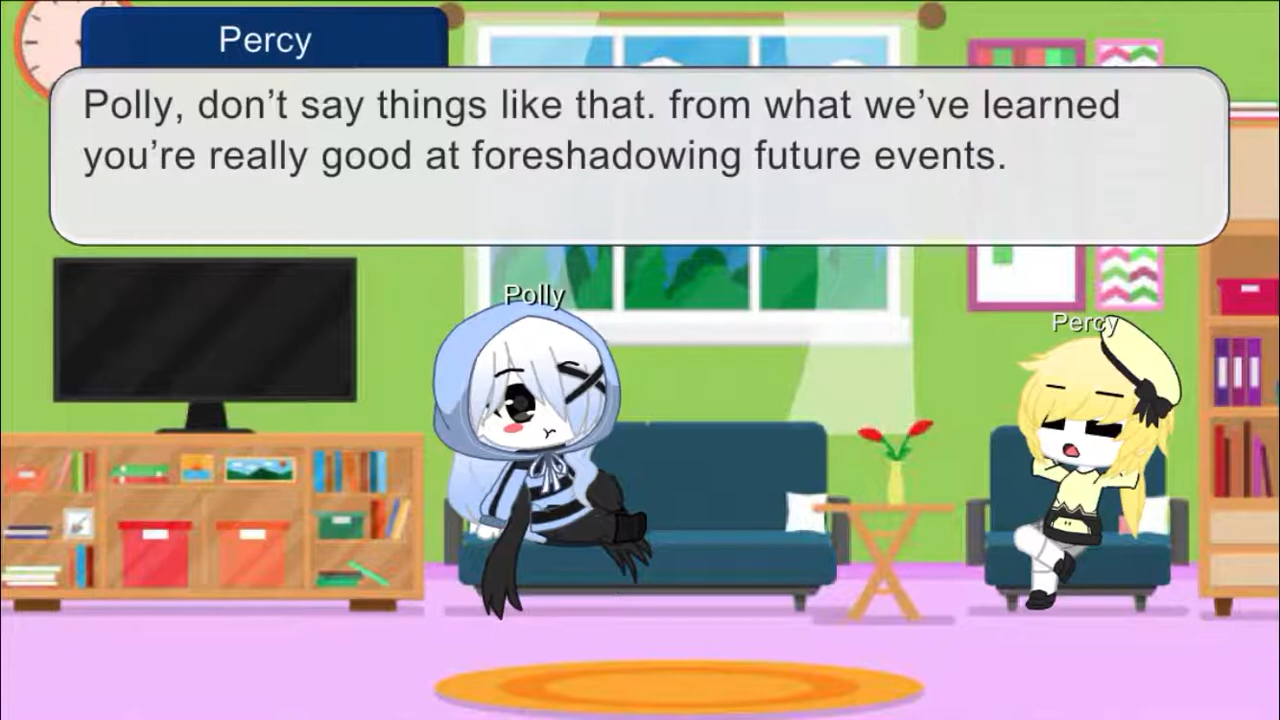 Percy
Polly, don't say things like that. from what we've learned
you're really good at foreshadowing future events.
Polly
Percy